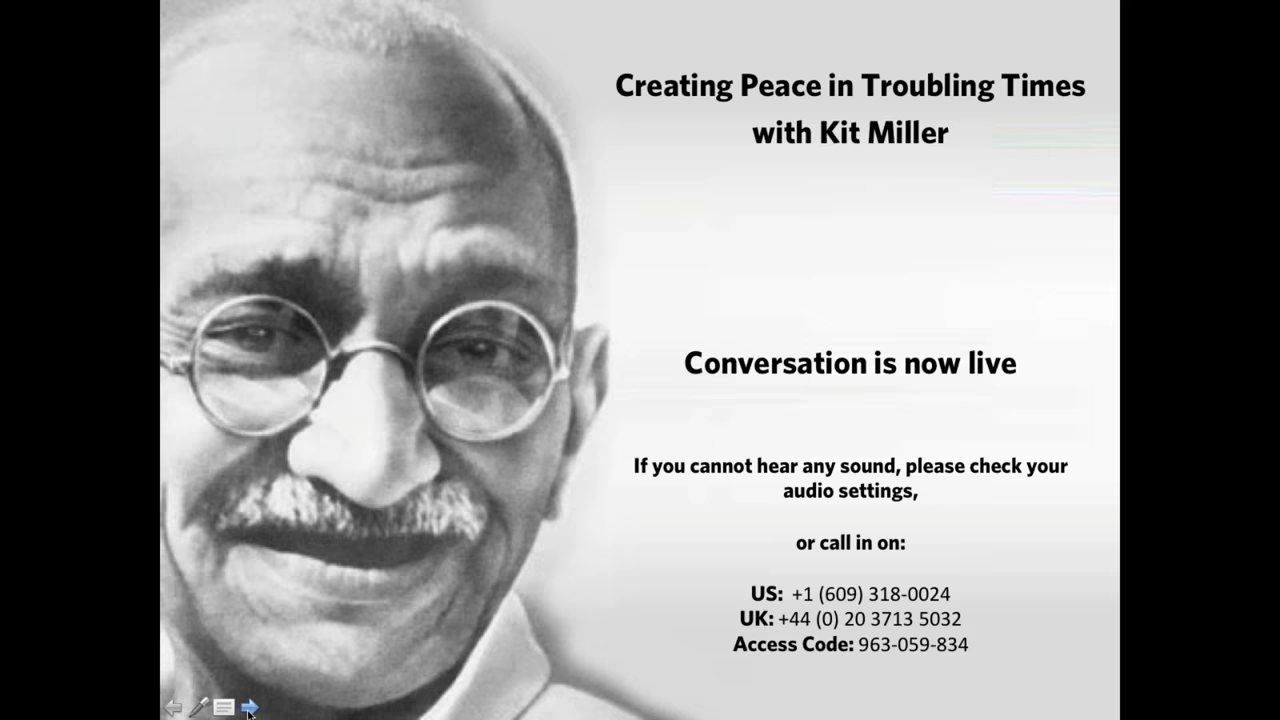 Creating Peace in Troubling Times
with Kit Miller
Conversation is now live
If you cannot hear any sound, please check your
audio settings,
or call in on:
US: +1 (609) 318-0024
UK: +44 (0) 20 3713 5032
Access Code: 963-059-834